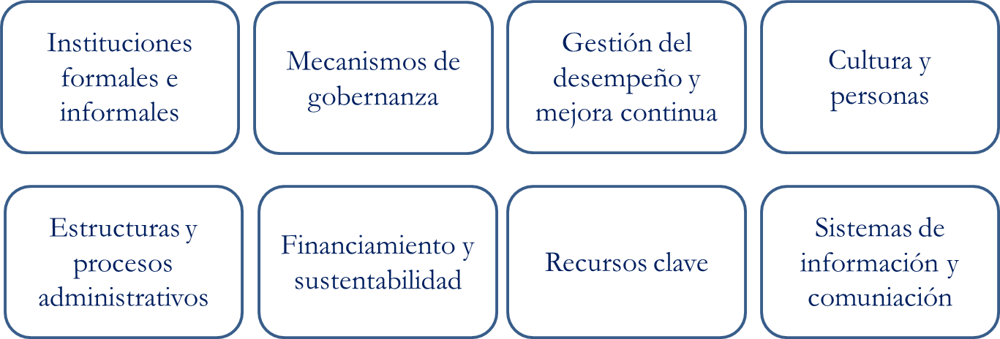 Instituciones
formales e
informales
Mecanismos de
gobernanza
Gestión del
desempeño y
mejora continua
Cultura y
personas
Estructuras y
procesos
administrativos
Financiamiento y
sustentabilidad
Recursos clave
Sistemas de
información y
comuniación